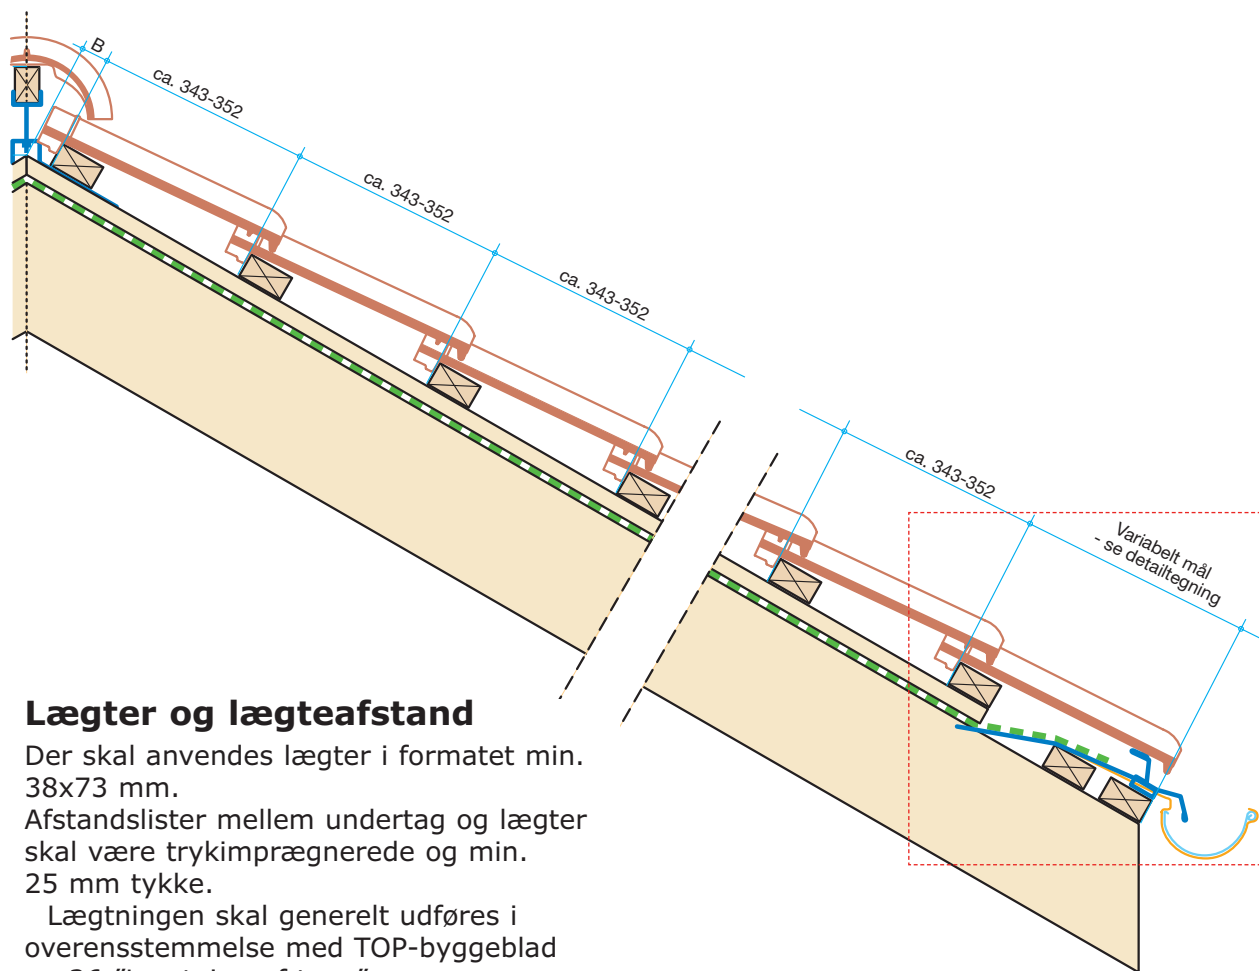 B
ca. 343-352
ca. 343-352
ca. 343-352
ca. 343-352
Variabelt mål
- se detailtegning
Lægter og lægteafstand
Der skal anvendes lægter i formatet min.
38x73 mm.
Afstandslister mellem undertag og lægter
skal være trykimprægnerede og min.
25 mm tykke.
Lægtningen skal generelt udføres i
overensstemmelse med TOP-byggeblad